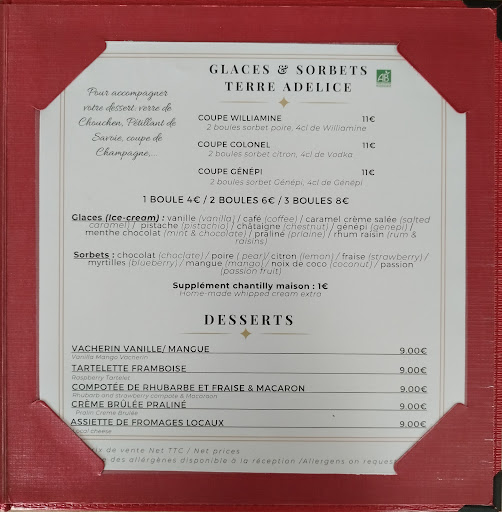 GLACES & SORBETS
TERRE ADELICE
AB
Pour accompagner
votre dessert: verre de
Chouchen, Pétillant de
Savoie, coupe de
Champagne,...
COUPE WILLIAMINE 11€
2 boules sorbet poire, 4cl de Williamine
COUPE COLONEL 11€
2 boules sorbet citron, 4cl de Vodka
COUPE GÉNÉPI 11€
2 boules sorbet Génépi, 4cl de Génépi
1 BOULE 4€ / 2 BOULES 6€ / 3 BOULES 8€
Glaces (Ice-cream) : vanille (vanilla) / café (coffee) / caramel crème salée (salted
caramel) / pistache (pistachio) / châtaigne (chestnut) / génépi (genepi) /
menthe chocolat (mint & chocolate) / praliné (pri­aine) / rhum raisin (rum &
raisins)
Sorbets : chocolat (choclate) / poire ( pear)/ citron (lemon) / fraise (strawberry) /
myrtilles (blueberry) / mangue (mango) / noix de coco (coconut) / passion
(passion fruit)
Supplément chantilly maison : 1€
Home-made whipped cream extra
DESSERTS
VACHERIN VANILLE/ MANGUE 9.00€
Vanilla Mango Vacherin
TARTELETTE FRAMBOISE 9.00€
Raspberry Tartelet
COMPOTÉE DE RHUBARBE ET FRAISE & MACARON 9.00€
Rhubarb and strawberry compote & Macaroon
CRÈME BRÛLÉE PRALINÉ 9.00€
Pralin Creme Brulée
ASSIETTE DE FROMAGES LOCAUX 9.00€
Local cheese
de vente Net TTC / Net prices
des allérgènes disponible à la réception /Allergens on request